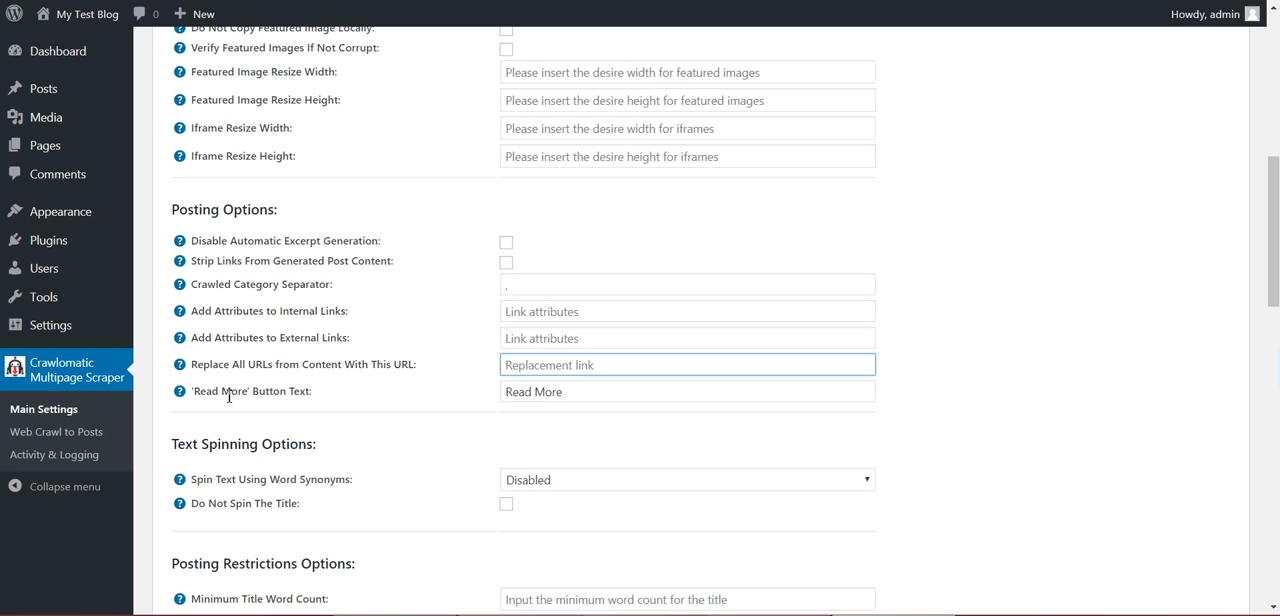 My Test Blog 0 New Howdy, admin
Dashboard
Posts
Media
Pages
Comments
Appearance
Plugins
Users
Tools
Settings
Crawlomatic
Multipage Scraper
Main Settings
Web Crawl to Posts
Activity & Logging
Collapse menu
Do Not Copy Featured Image Locally:
Verify Featured Images If Not Corrupt:
Featured Image Resize Width: Please insert the desire width for featured images
Featured Image Resize Height: Please insert the desire height for featured images
Iframe Resize Width: Please insert the desire width for iframes
Iframe Resize Height: Please insert the desire height for iframes
Posting Options:
Disable Automatic Excerpt Generation:
Strip Links From Generated Post Content:
Crawled Category Separator: ,
Add Attributes to Internal Links: Link attributes
Add Attributes to External Links: Link attributes
Replace All URLs from Content With This URL: Replacement link
'Read More' Button Text: Read More
Text Spinning Options:
Spin Text Using Word Synonyms: Disabled
Do Not Spin The Title:
Posting Restrictions Options:
Minimum Title Word Count: Input the minimum word count for the title